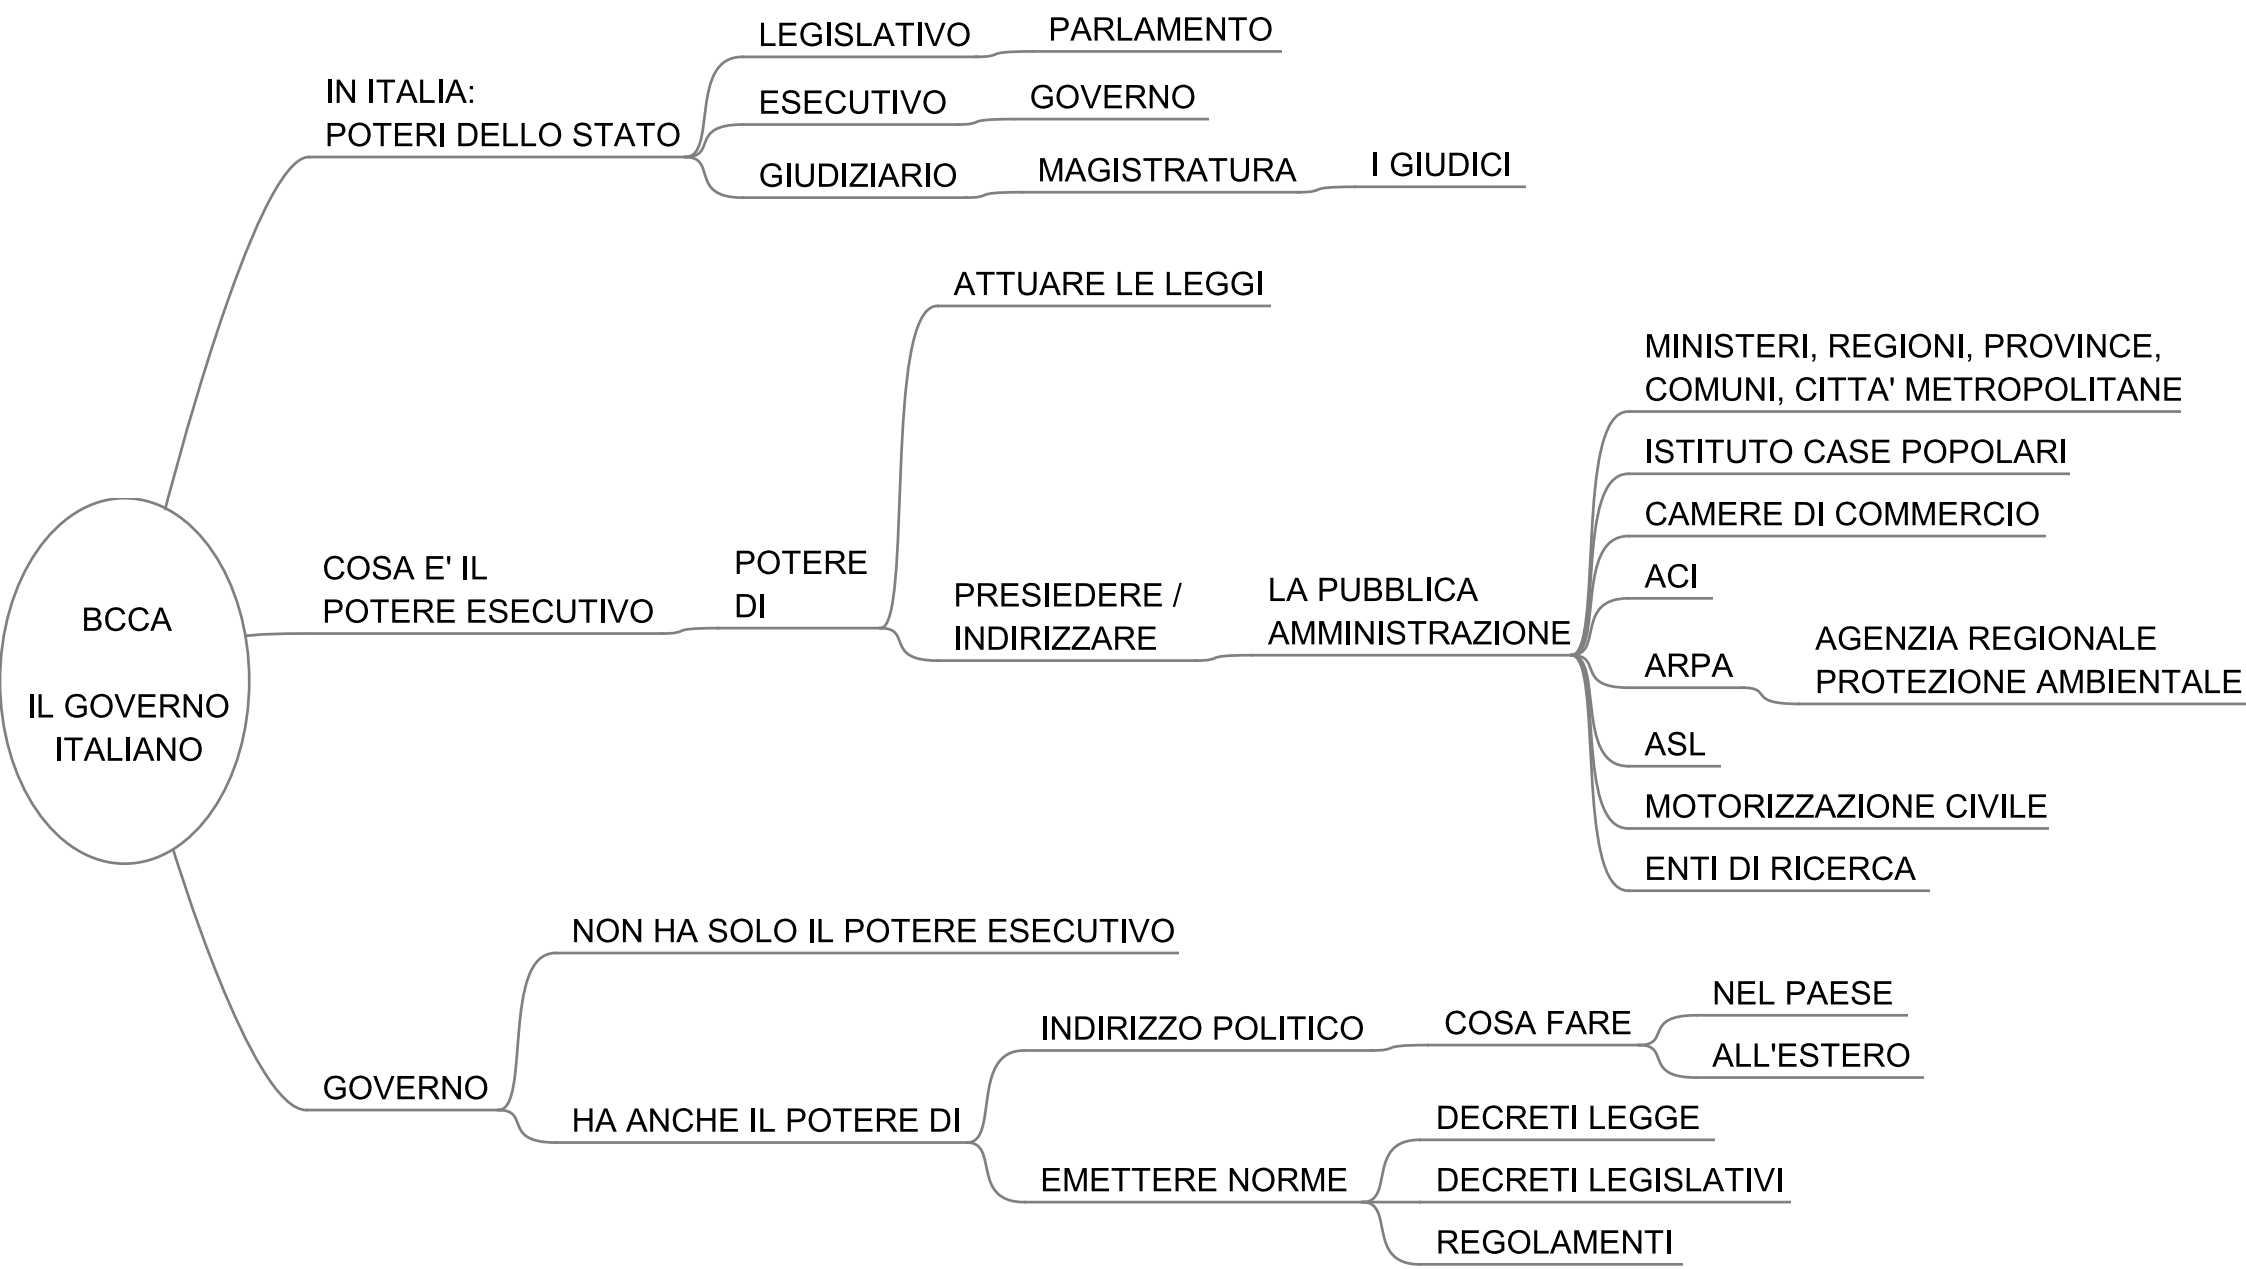 BCCA
IL GOVERNO
ITALIANO
IN ITALIA:
POTERI DELLO STATO
LEGISLATIVO
PARLAMENTO
ESECUTIVO
GOVERNO
GIUDIZIARIO
MAGISTRATURA
I GIUDICI
COSA E' IL
POTERE ESECUTIVO
POTERE
DI
ATTUARE LE LEGGI
PRESIEDERE /
INDIRIZZARE
LA PUBBLICA
AMMINISTRAZIONE
MINISTERI, REGIONI, PROVINCE,
COMUNI, CITTA' METROPOLITANE
ISTITUTO CASE POPOLARI
CAMERE DI COMMERCIO
ACI
ARPA
AGENZIA REGIONALE
PROTEZIONE AMBIENTALE
ASL
MOTORIZZAZIONE CIVILE
ENTI DI RICERCA
GOVERNO
NON HA SOLO IL POTERE ESECUTIVO
HA ANCHE IL POTERE DI
INDIRIZZO POLITICO
COSA FARE
NEL PAESE
ALL'ESTERO
EMETTERE NORME
DECRETI LEGGE
DECRETI LEGISLATIVI
REGOLAMENTI